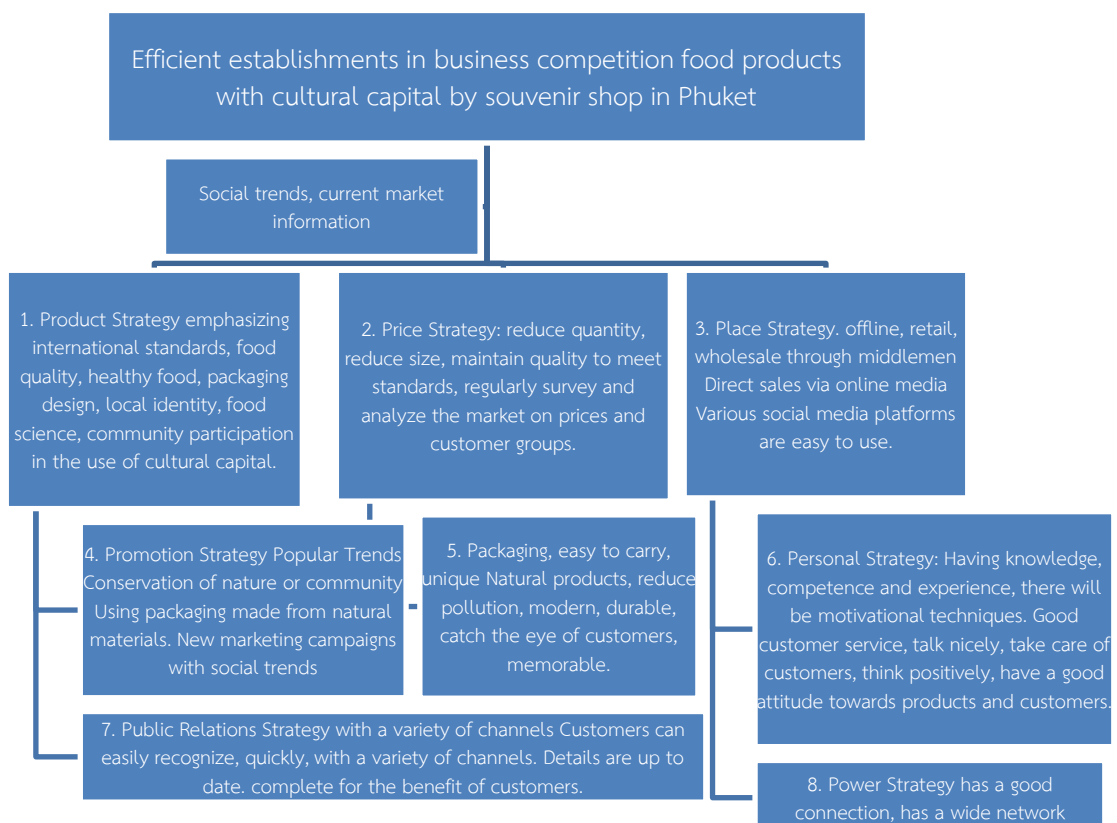 Efficient establishments in business competition food products
with cultural capital by souvenir shop in Phuket
Social trends, current market
information
1. Product Strategy emphasizing
international standards, food
quality, healthy food, packaging
design, local identity, food
science, community participation
in the use of cultural capital.
2. Price Strategy: reduce quantity,
reduce size, maintain quality to meet
standards, regularly survey and
analyze the market on prices and
customer groups.
3. Place Strategy. offline, retail,
wholesale through middlemen
Direct sales via online media
Various social media platforms
are easy to use.
4. Promotion Strategy Popular Trends
Conservation of nature or community
Using packaging made from natural
materials. New marketing campaigns
with social trends
5. Packaging, easy to carry,
unique Natural products, reduce
pollution, modern, durable,
catch the eye of customers,
memorable.
6. Personal Strategy: Having knowledge,
competence and experience, there will
be motivational techniques. Good
customer service, talk nicely, take care of
customers, think positively, have a good
attitude towards products and customers.
7. Public Relations Strategy with a variety of channels Customers can
easily recognize, quickly, with a variety of channels. Details are up to
date. complete for the benefit of customers.
8. Power Strategy has a good
connection, has a wide network